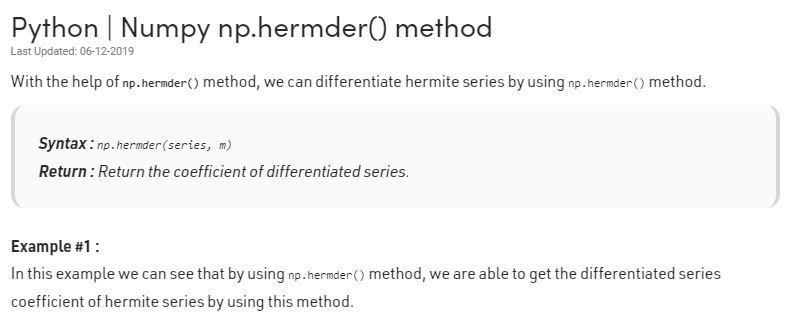 Python | Numpy np.hermder() method
Last Updated: 06-12-2019
With the help of np.hermder() method, we can differentiate hermite series by using np.hermder() method.
Syntax : np.hermder(series, m)
Return : Return the coefficient of differentiated series.
Example #1 :
In this example we can see that by using np.hermder() method, we are able to get the differentiated series
coefficient of hermite series by using this method.